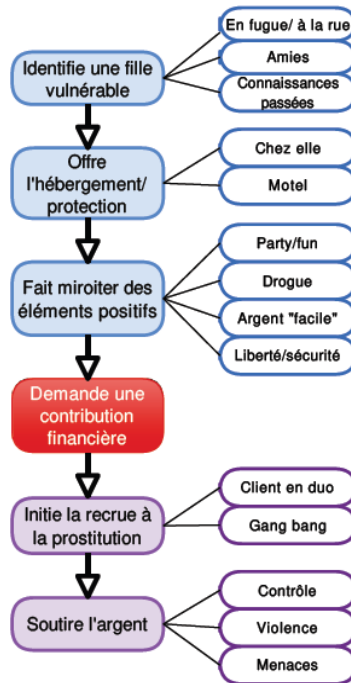 En fugue/ à la rue
Identifie une fille
vulnérable
Amies
Connaissances
passées
Offre
l'hébergement/
protection
Chez elle
Motel
Fait miroiter des
éléments positifs
Party/fun
Drogue
Argent "facile"
Liberté/sécurité
Demande une
contribution
financière
Initie la recrue à
la prostitution
Client en duo
Gang bang
Soutire l'argent
Contrôle
Violence
Menaces